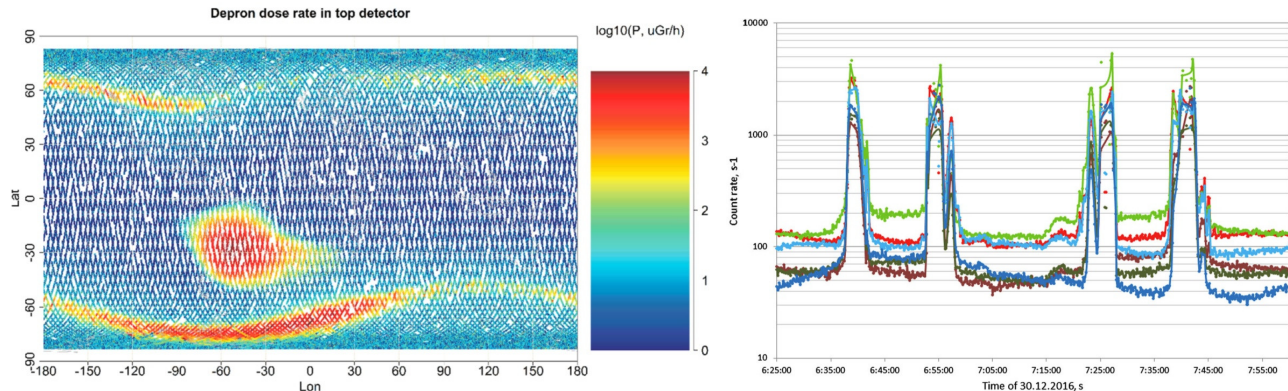 Depron dose rate in top detector
log10(P, uGr/h)
90
60
30
0
-30
-60
-90
Lat
-180 -150 -120 -90 -60 -30 0 30 60 90 120 150 180
Lon
4
3
2
1
0
10000
1000
100
10
Count rate, s-1
6:25:00 6:35:00 6:45:00 6:55:00 7:05:00 7:15:00 7:25:00 7:35:00 7:45:00 7:55:00
Time of 30.12.2016, s